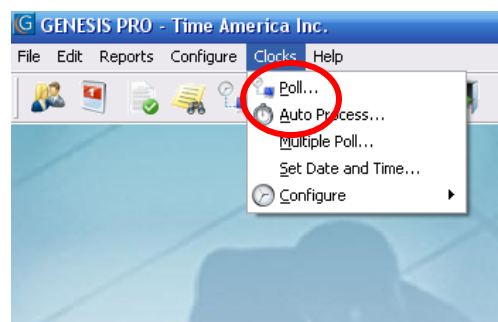 G GENESIS PRO - Time America Inc.
File Edit Reports Configure Clocks Help
Poll...
Auto Process...
Multiple Poll...
Set Date and Time...
Configure